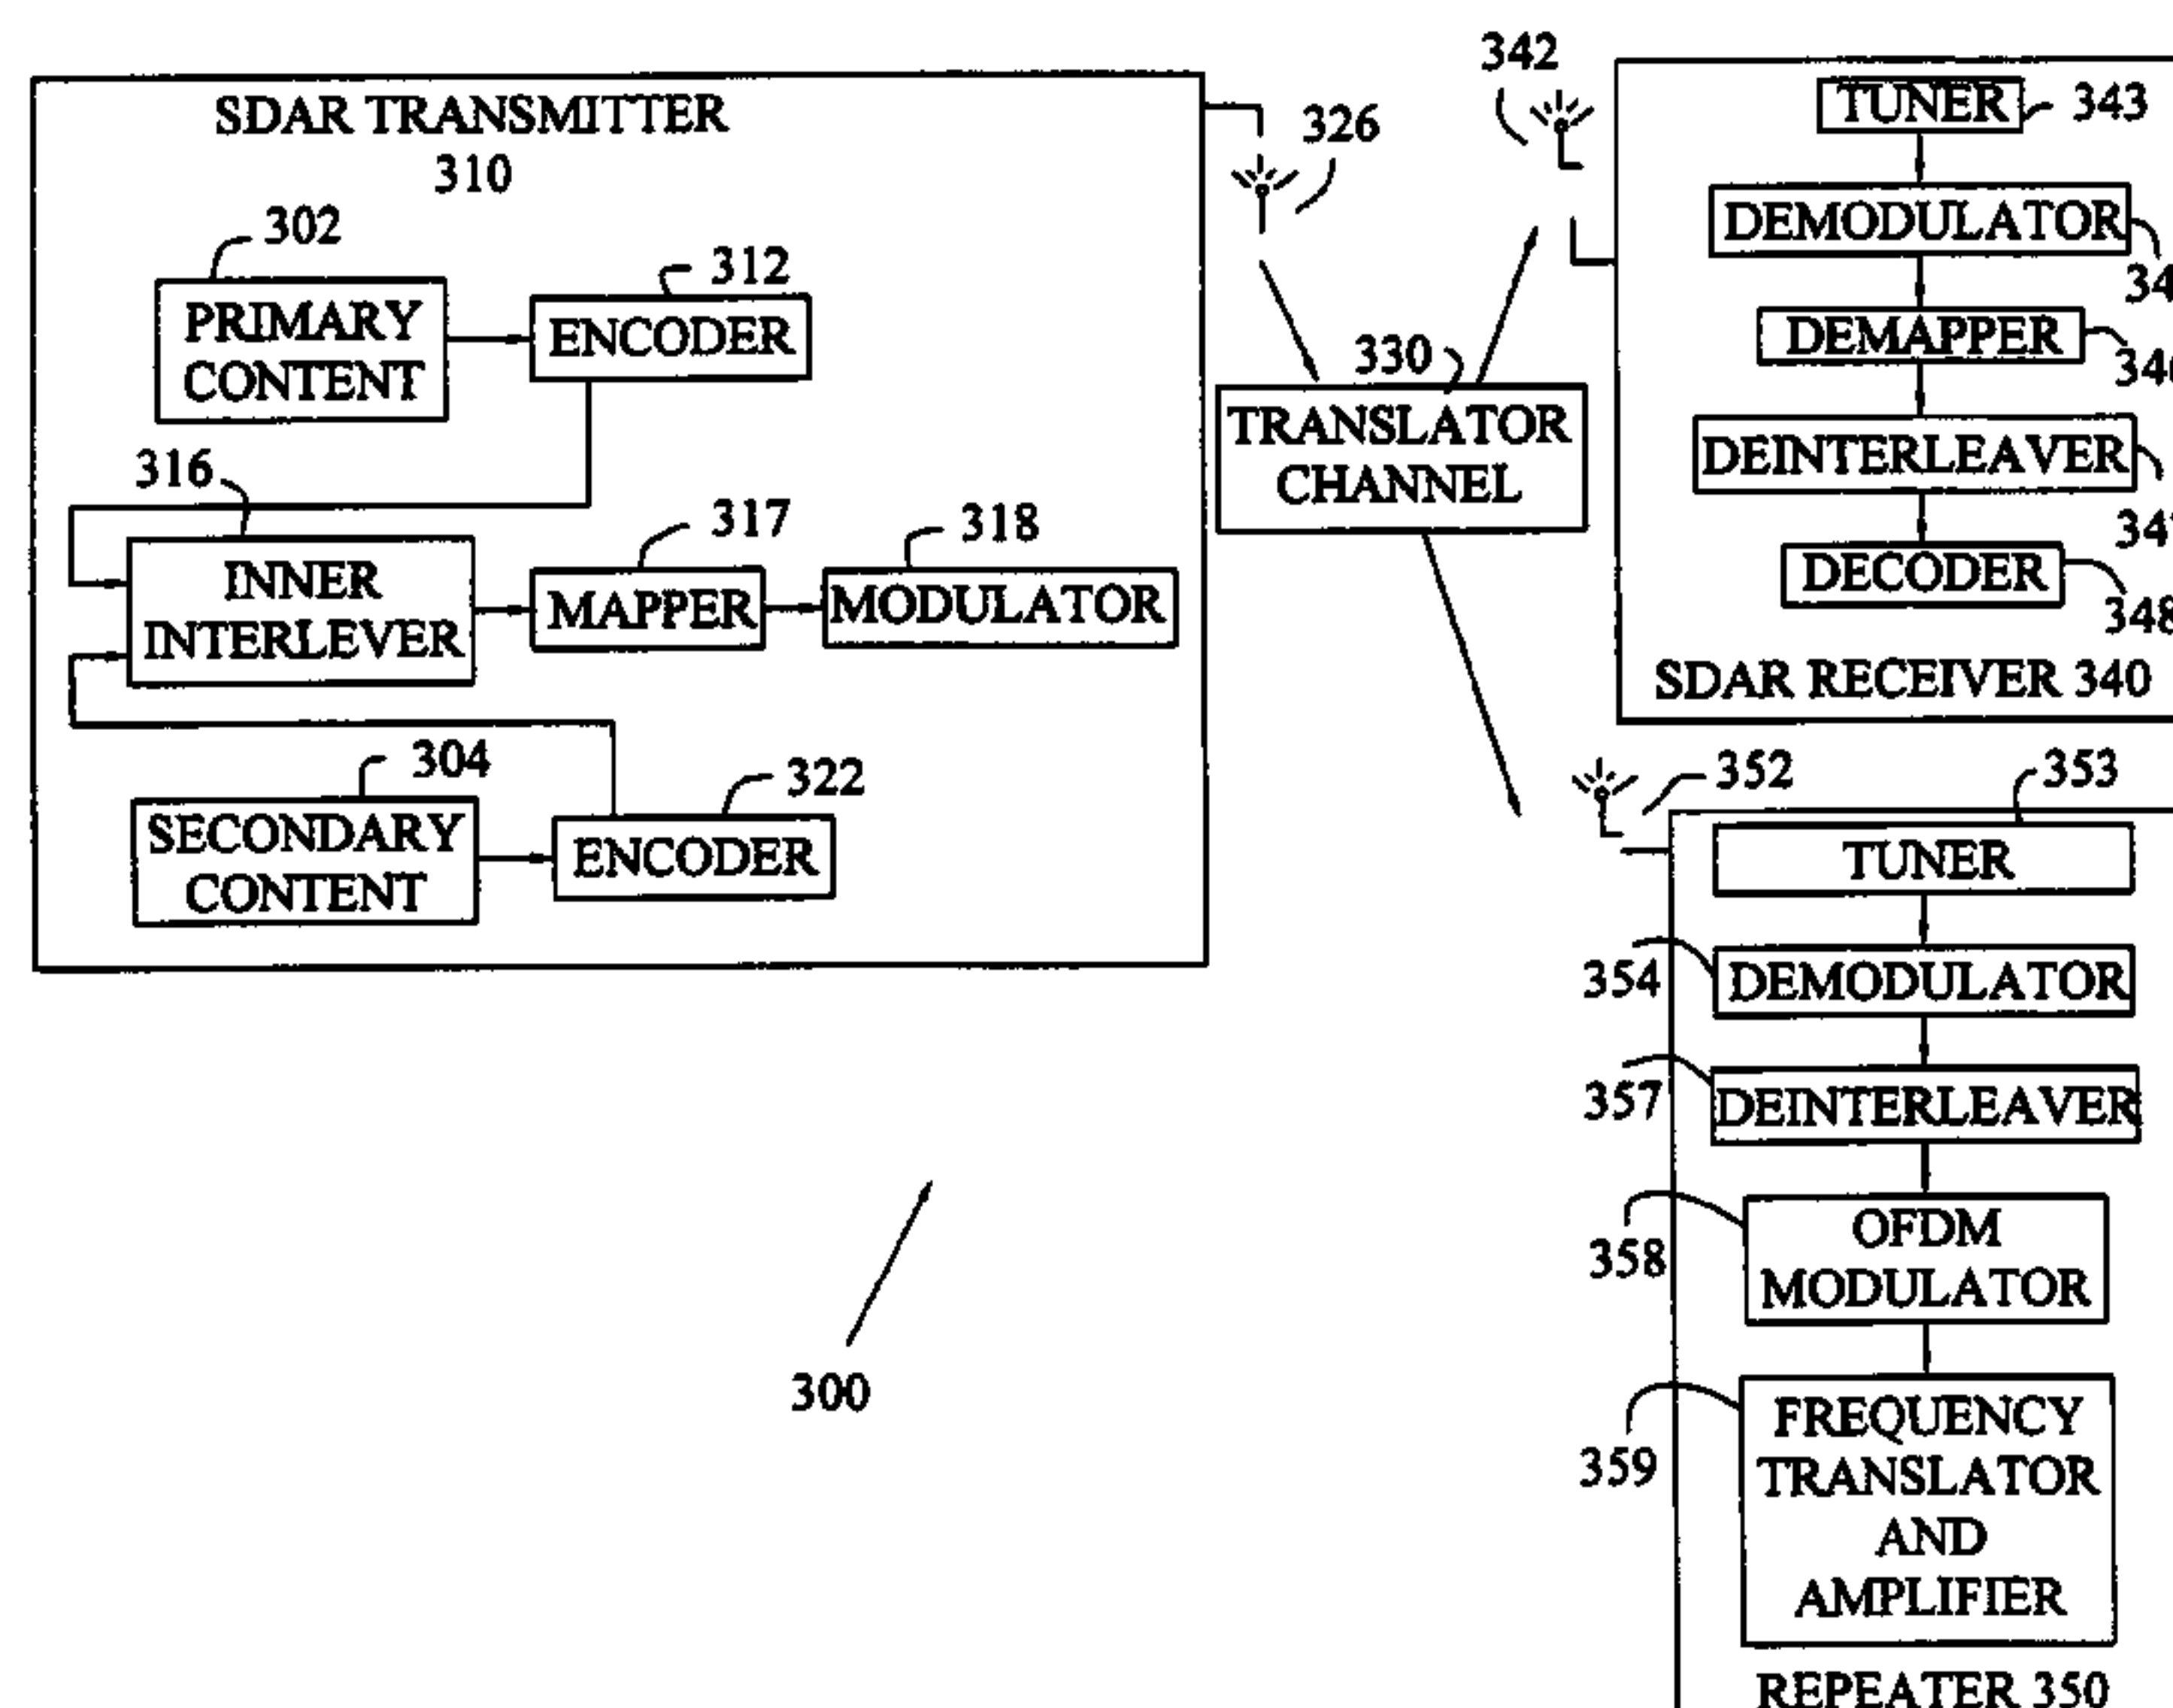 SDAR TRANSMITTER
310
302
PRIMARY
CONTENT
312
ENCODER
316
INNER
INTERLEVER
317
MAPPER
318
MODULATOR
304
SECONDARY
CONTENT
322
ENCODER
326
330
TRANSLATOR
CHANNEL
342
TUNER
343
DEMODULATOR
DEMAPPER
DEINTERLEAVER
DECODER
348
SDAR RECEIVER 340
352
353
TUNER
354
DEMODULATOR
357
DEINTERLEAVER
358
OFDM
MODULATOR
359
FREQUENCY
TRANSLATOR
AND
AMPLIFIER
REPEATER 350
300